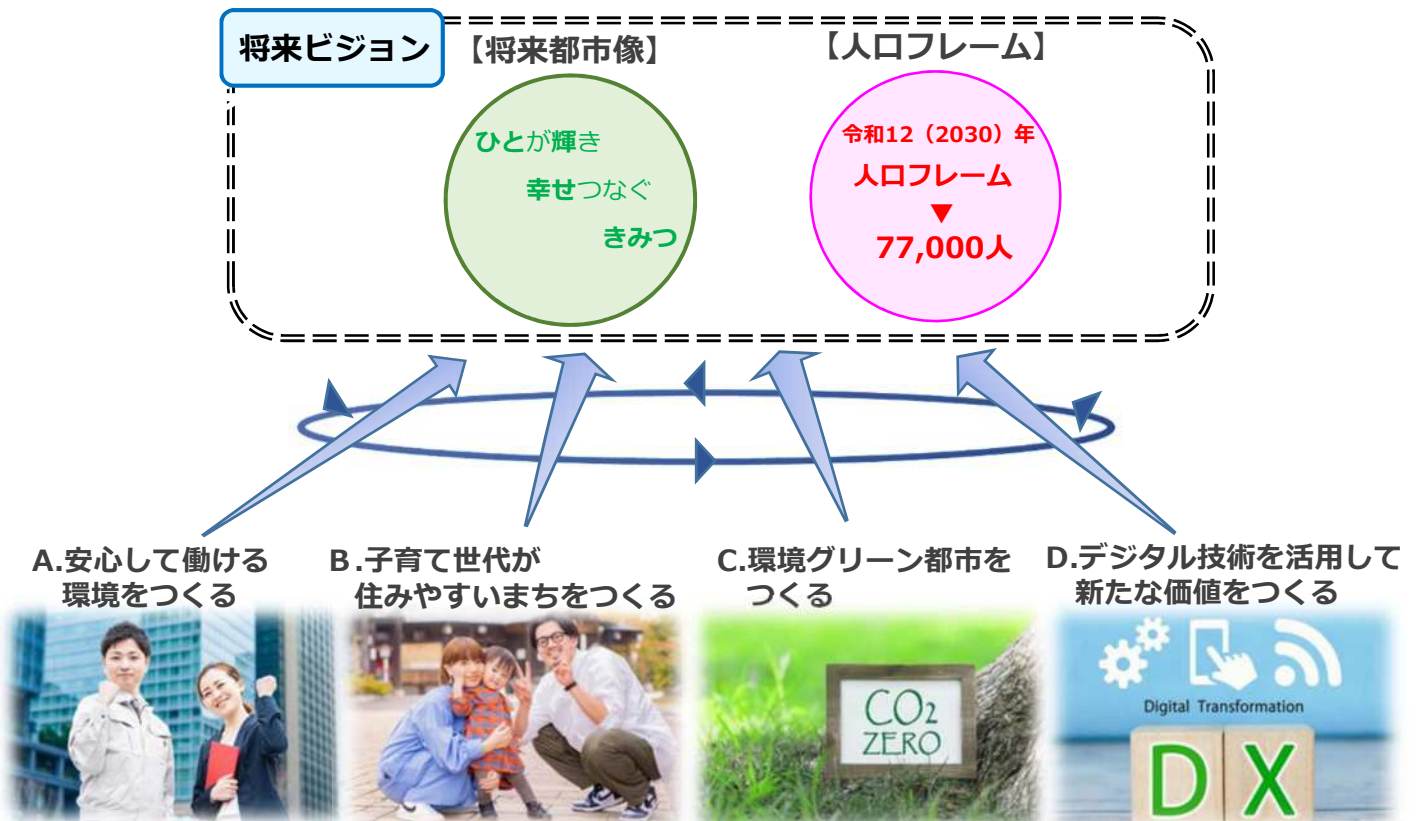 将来ビジョン
【将来都市像】
【人口フレーム】
ひとが輝き
幸せつなぐ
きみつ
令和12（2030）年
人口フレーム
▼
77,000人
A.安心して働ける
環境をつくる
B.子育て世代が
住みやすいまちをつくる
C.環境グリーン都市を
つくる
D.デジタル技術を活用して
新たな価値をつくる
CO2
ZERO
Digital Transformation
DX